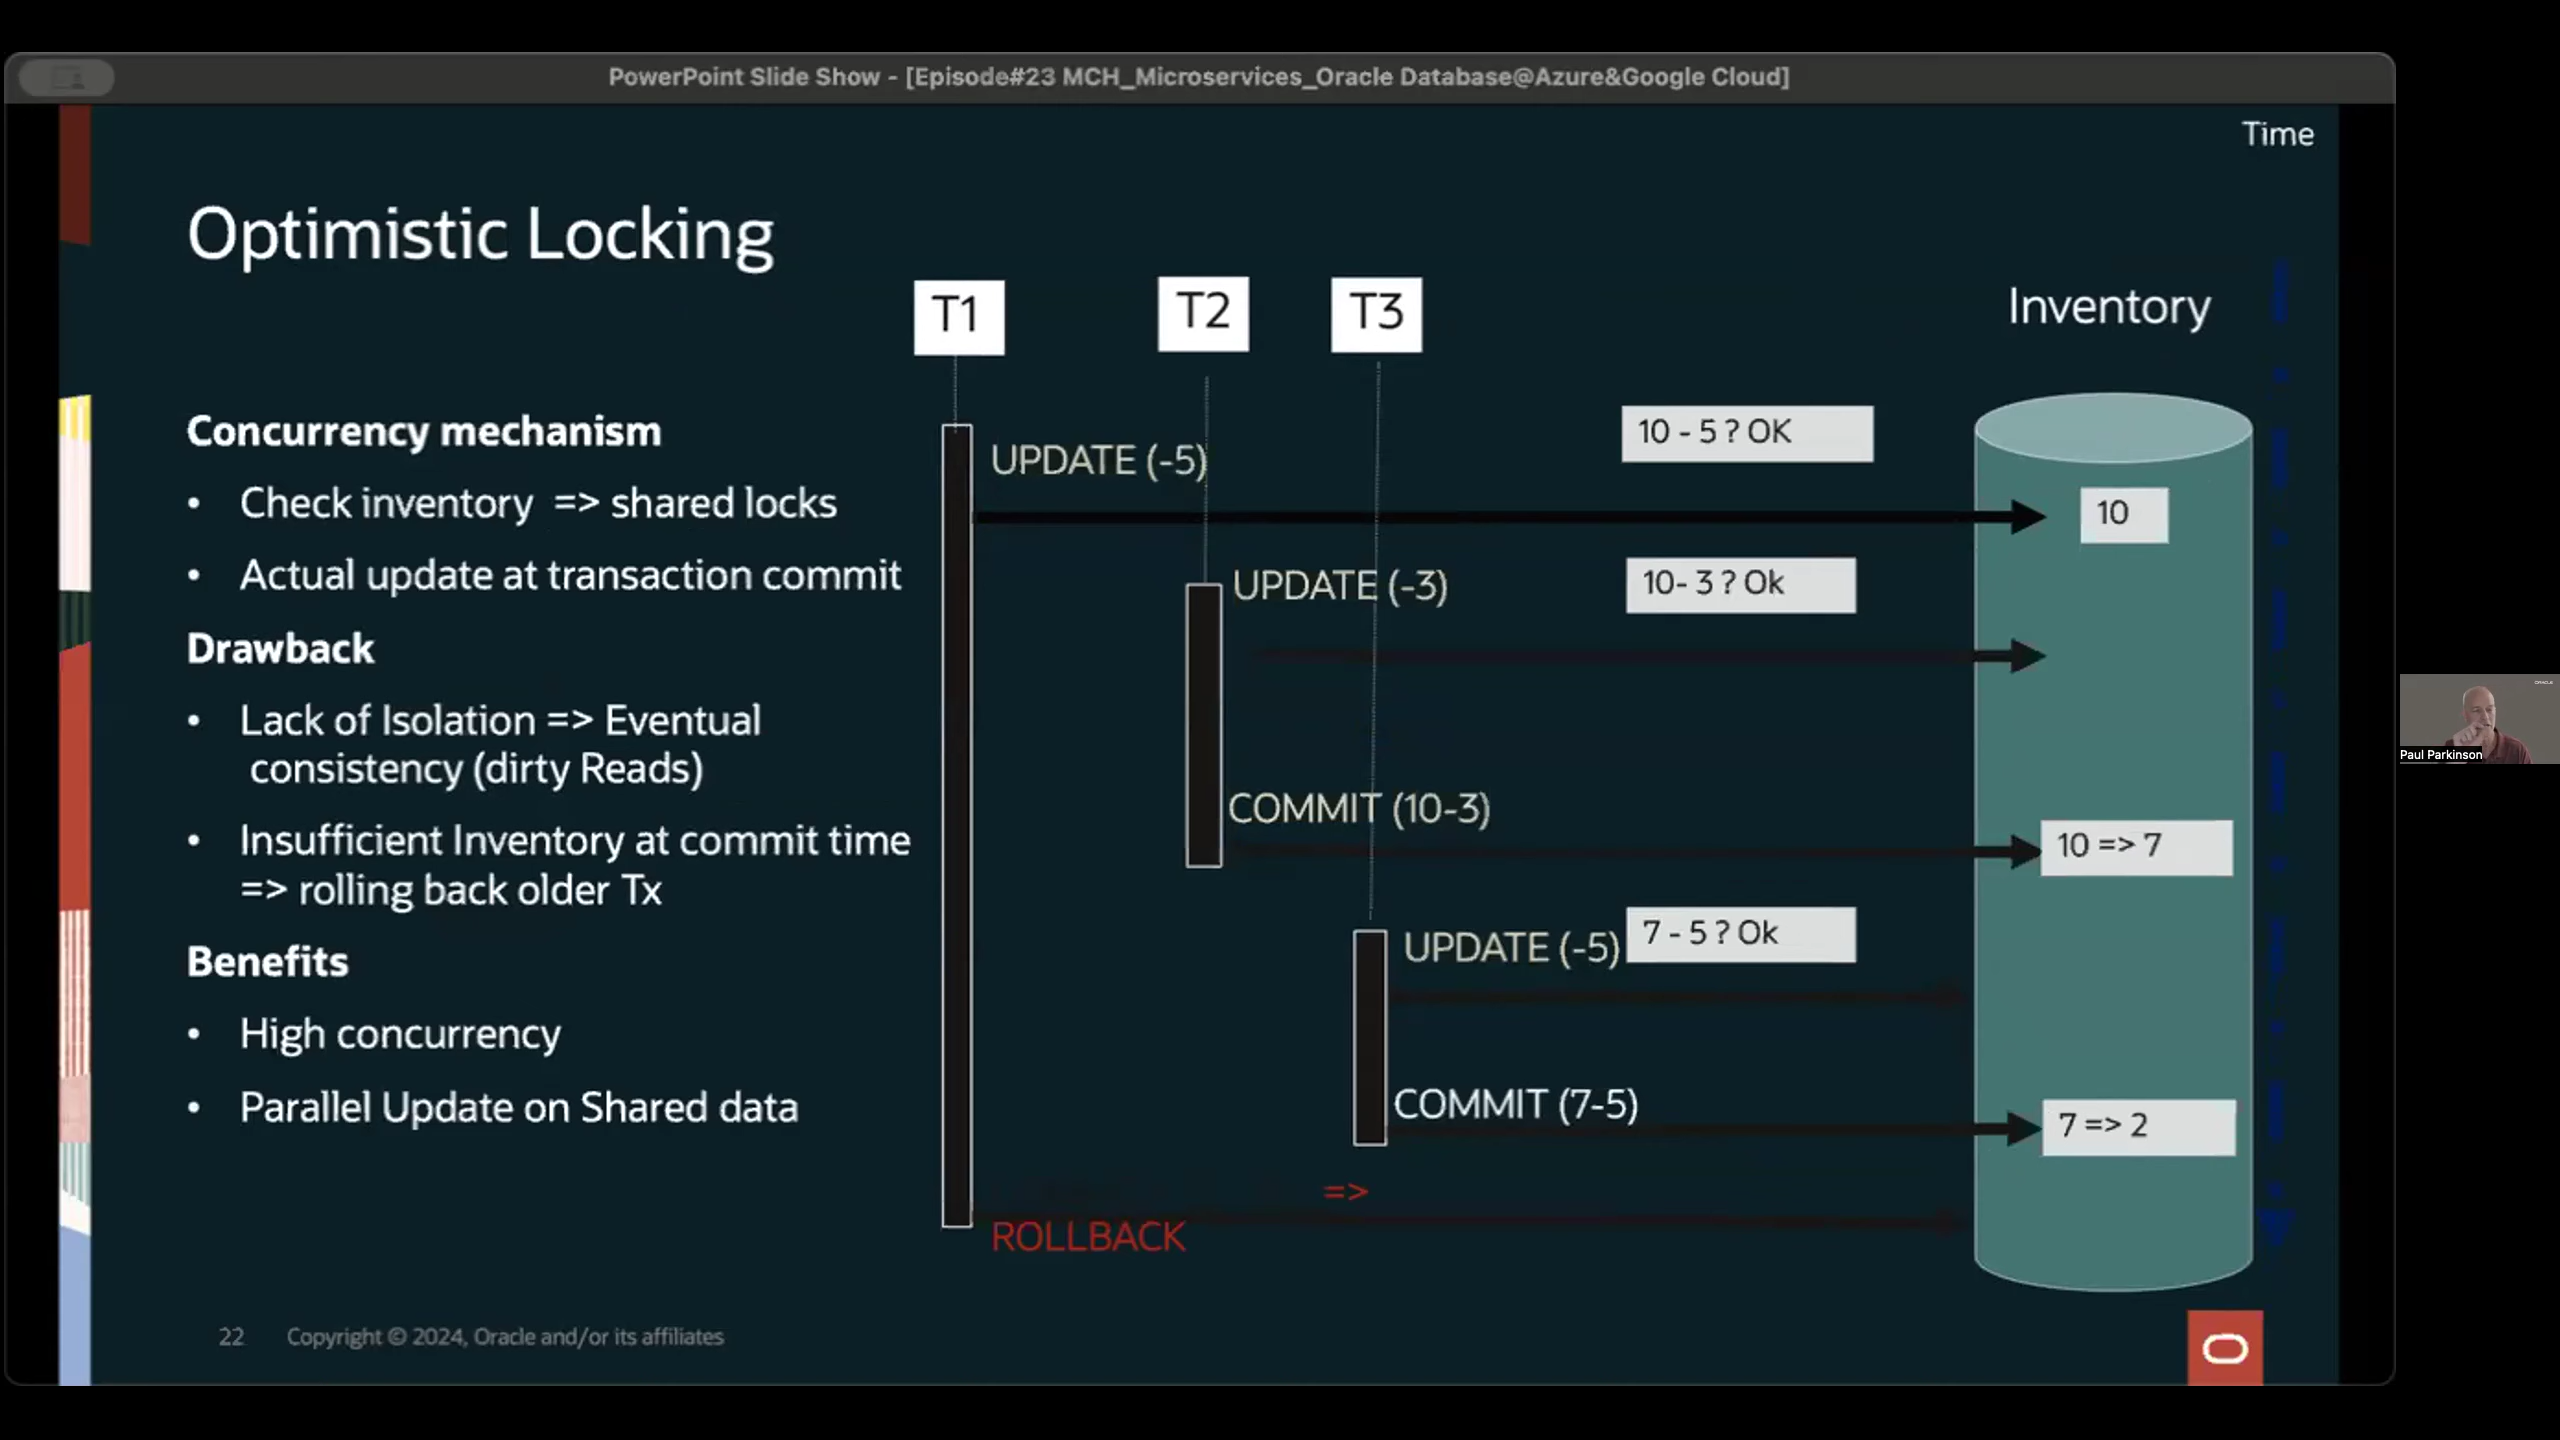 PowerPoint Slide Show - [Episode#23 MCH_Microservices_Oracle Database@Azure&Google Cloud]
Time
Optimistic Locking
T1
T2
T3
Inventory
Concurrency mechanism
• Check inventory => shared locks
• Actual update at transaction commit
Drawback
• Lack of Isolation => Eventual
consistency (dirty Reads)
• Insufficient Inventory at commit time
=> rolling back older Tx
Benefits
• High concurrency
• Parallel Update on Shared data
UPDATE (-5)
10 - 5 ? OK
10
UPDATE (-3)
10- 3 ? Ok
COMMIT (10-3)
10 => 7
UPDATE (-5)
7 - 5 ? Ok
COMMIT (7-5)
7 => 2
=>
ROLLBACK
22
Copyright © 2024, Oracle and/or its affiliates
Paul Parkinson